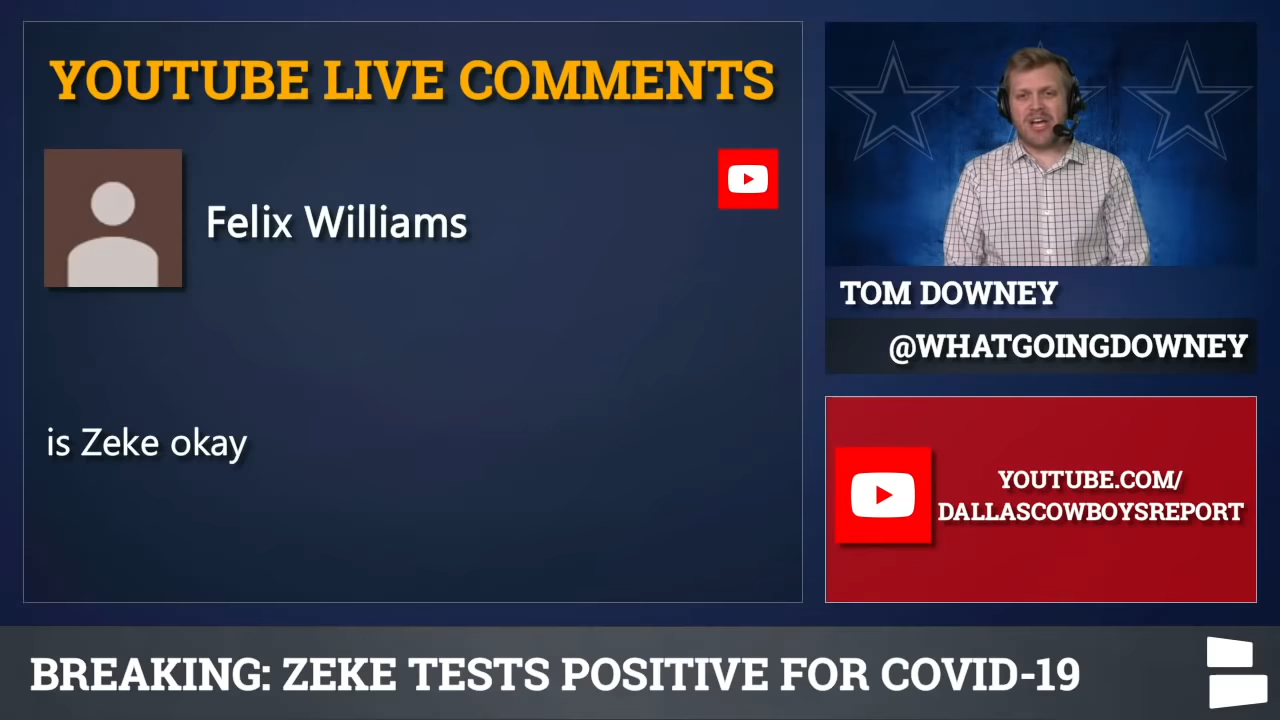 YOUTUBE LIVE COMMENTS
Felix Williams
is Zeke okay
TOM DOWNEY
@WHATGOINGDOWNEY
YOUTUBE.COM/
DALLASCOWBOYSREPORT
BREAKING: ZEKE TESTS POSITIVE FOR COVID-19